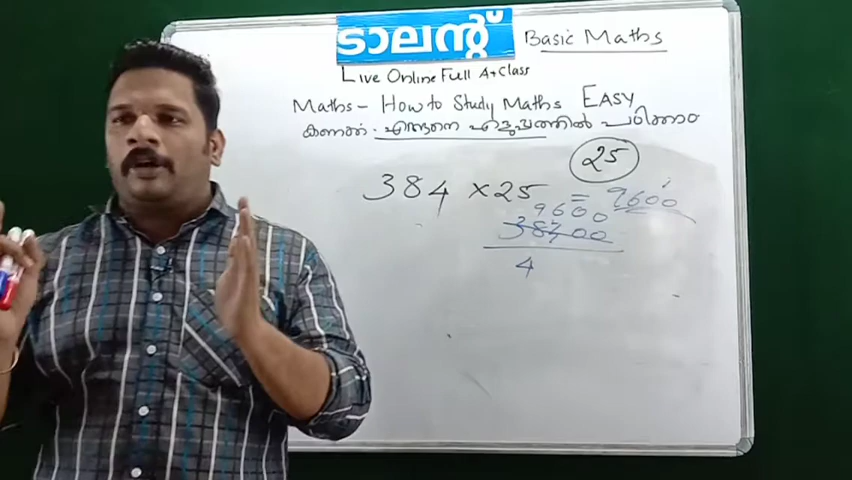 ടാലന്റ് Basic Maths
Live Online Full A+ Class
Maths - How to Study Maths EASY
കണക്ക് . എങ്ങനെ എളുപ്പത്തിൽ പഠിക്കാം
25
384 × 25 = 9600
9600
38400
4